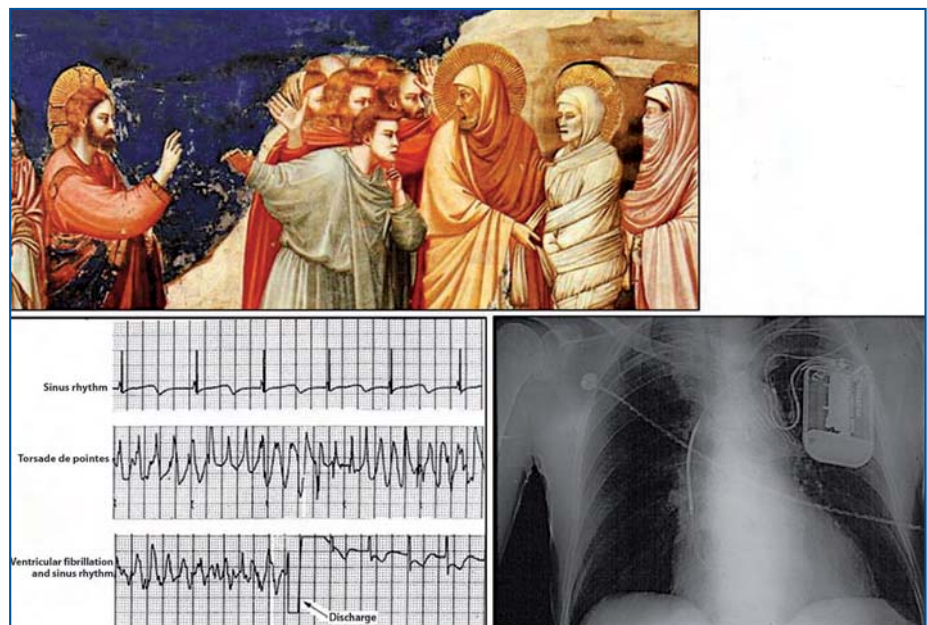 Sinus rhythm
Torsade de pointes
Ventricular fibrillation
and sinus rhythm
Discharge